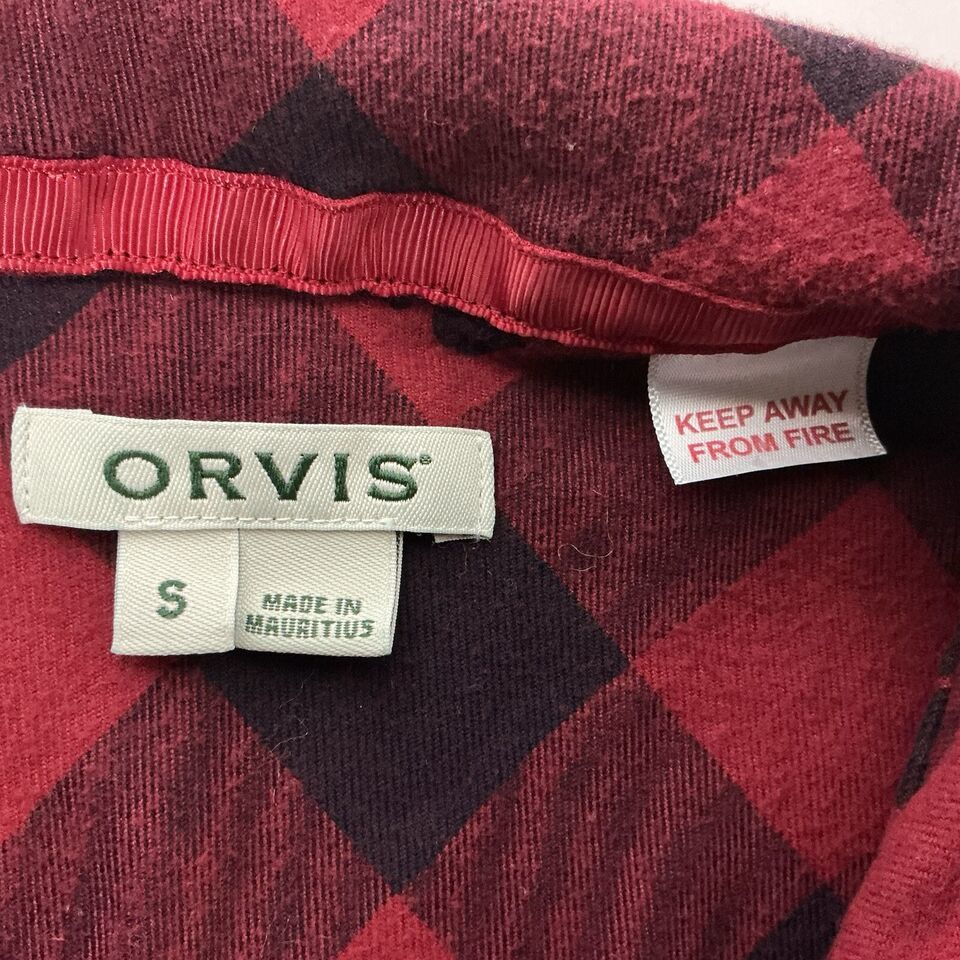 ORVIS®
S
MADE IN
MAURITIUS
KEEP AWAY
FROM FIRE